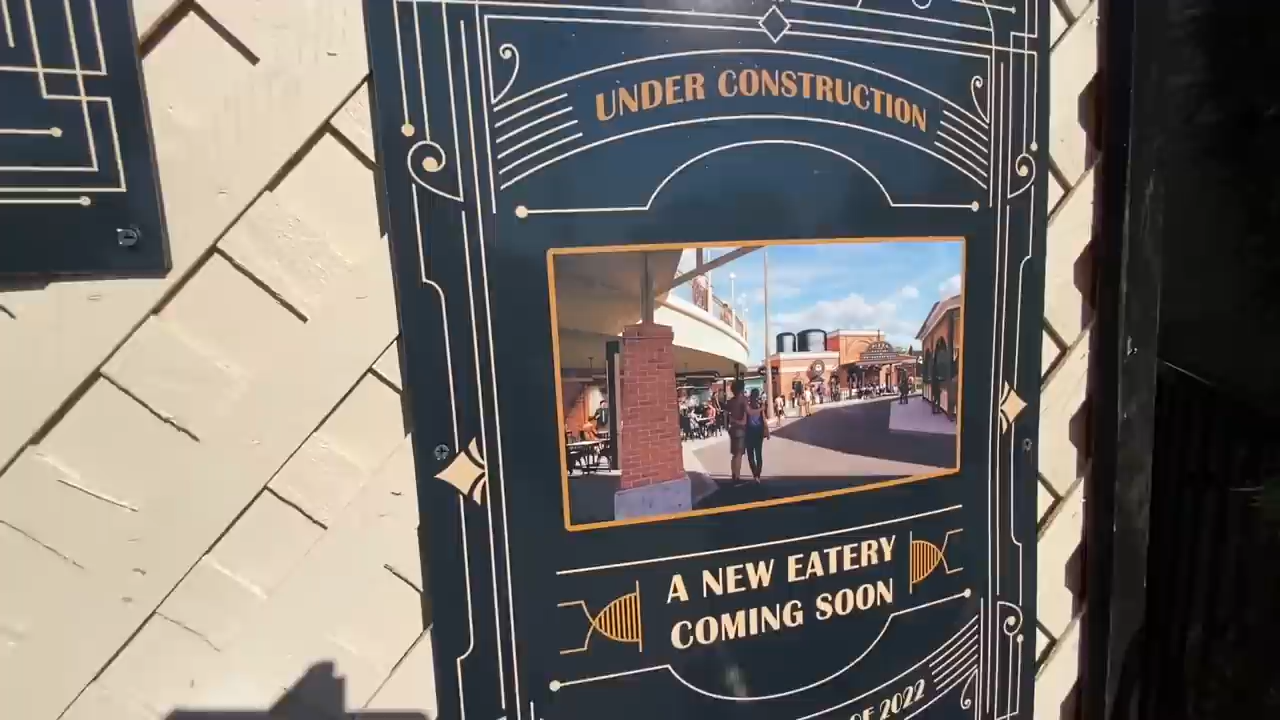 UNDER CONSTRUCTION
A NEW EATERY
COMING SOON
OF 2022